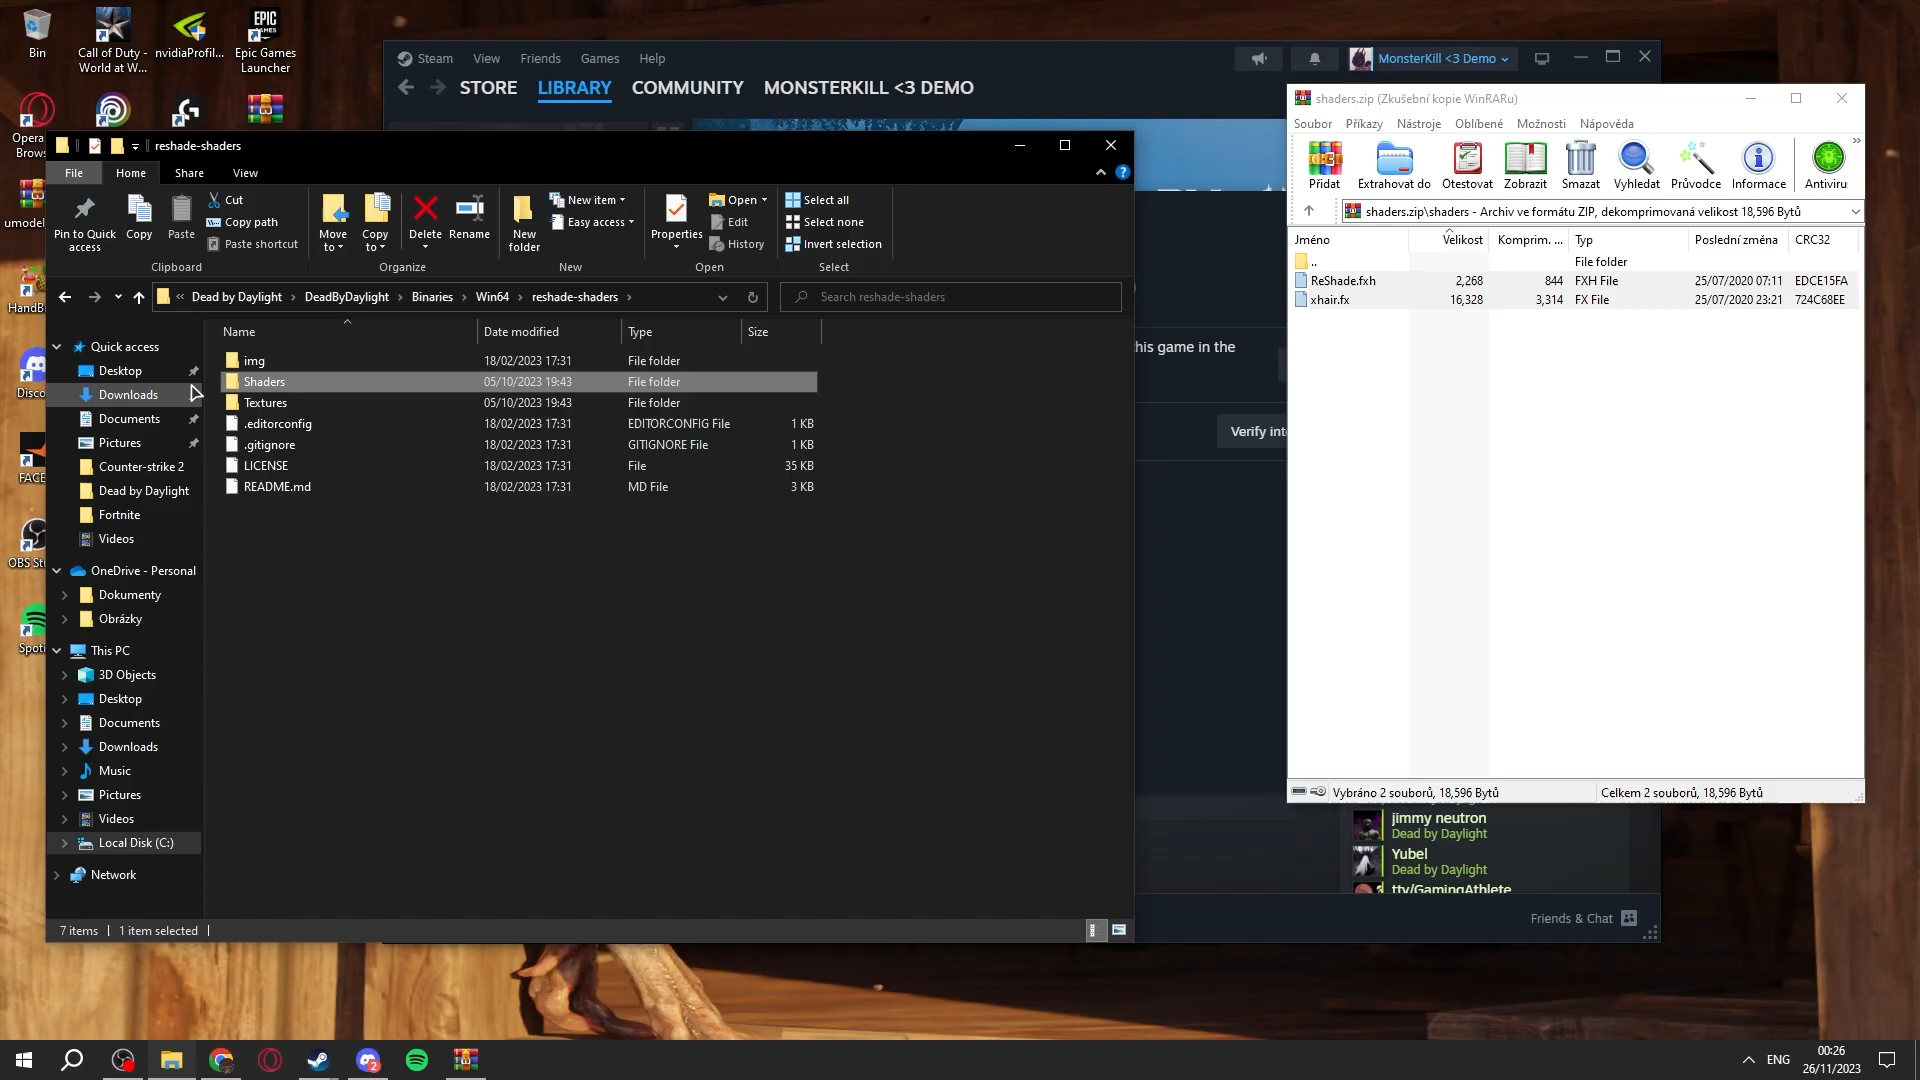 Bin
Call of Duty -
World at W...
nvidiaProfil...
Epic Games
Launcher
Opera
Brows
umodel
HandB
Disco
FACE
OBS Stu
Spoti
Steam View Friends Games Help
MonsterKill <3 Demo
STORE LIBRARY COMMUNITY MONSTERKILL <3 DEMO
his game in the
Verify int
jimmy neutron
Dead by Daylight
Yubel
Dead by Daylight
ttv/GamingAthlete
Friends & Chat
reshade-shaders
File Home Share View
Pin to Quick
access
Copy
Paste
Cut
Copy path
Paste shortcut
Clipboard
Move
to
Copy
to
Delete
Rename
Organize
New
folder
New item
Easy access
New
Properties
Open
Edit
History
Open
Select all
Select none
Invert selection
Select
« Dead by Daylight › DeadByDaylight › Binaries › Win64 › reshade-shaders ›
Search reshade-shaders
Name Date modified Type Size
img 18/02/2023 17:31 File folder
Shaders 05/10/2023 19:43 File folder
Textures 05/10/2023 19:43 File folder
.editorconfig 18/02/2023 17:31 EDITORCONFIG File 1 KB
.gitignore 18/02/2023 17:31 GITIGNORE File 1 KB
LICENSE 18/02/2023 17:31 File 35 KB
README.md 18/02/2023 17:31 MD File 3 KB
Quick access
Desktop
Downloads
Documents
Pictures
Counter-strike 2
Dead by Daylight
Fortnite
Videos
OneDrive - Personal
Dokumenty
Obrázky
This PC
3D Objects
Desktop
Documents
Downloads
Music
Pictures
Videos
Local Disk (C:)
Network
7 items 1 item selected
shaders.zip (Zkušební kopie WinRARu)
Soubor Příkazy Nástroje Oblíbené Možnosti Nápověda
Přidat Extrahovat do Otestovat Zobrazit Smazat Vyhledat Průvodce Informace Antiviru
shaders.zip\shaders - Archiv ve formátu ZIP, dekomprimovaná velikost 18,596 Bytů
Jméno Velikost Komprim. ... Typ Poslední změna CRC32
.. File folder
ReShade.fxh 2,268 844 FXH File 25/07/2020 07:11 EDCE15FA
xhair.fx 16,328 3,314 FX File 25/07/2020 23:21 724C68EE
Vybráno 2 souborů, 18,596 Bytů
Celkem 2 souborů, 18,596 Bytů
2
ENG
00:26
26/11/2023